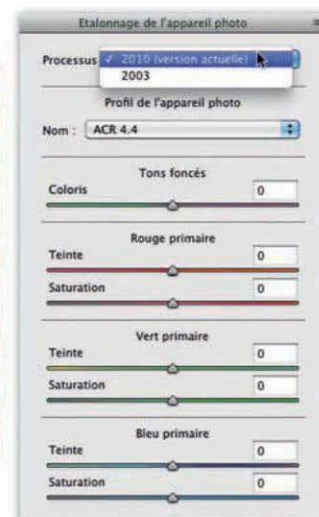 Etalonnage de l'appareil photo
Processus ✓ 2010 (version actuelle)
2003
Profil de l'appareil photo
Nom : ACR 4.4
Tons foncés
Coloris 0
Rouge primaire
Teinte 0
Saturation 0
Vert primaire
Teinte 0
Saturation 0
Bleu primaire
Teinte 0
Saturation 0